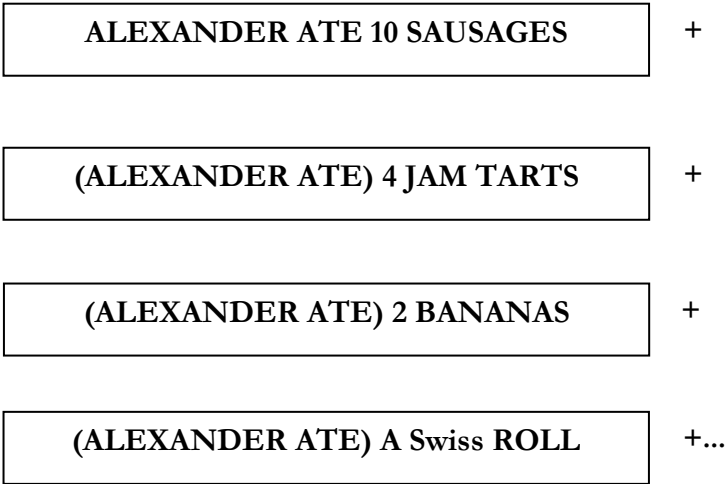 ALEXANDER ATE 10 SAUSAGES +
(ALEXANDER ATE) 4 JAM TARTS +
(ALEXANDER ATE) 2 BANANAS +
(ALEXANDER ATE) A Swiss ROLL +...